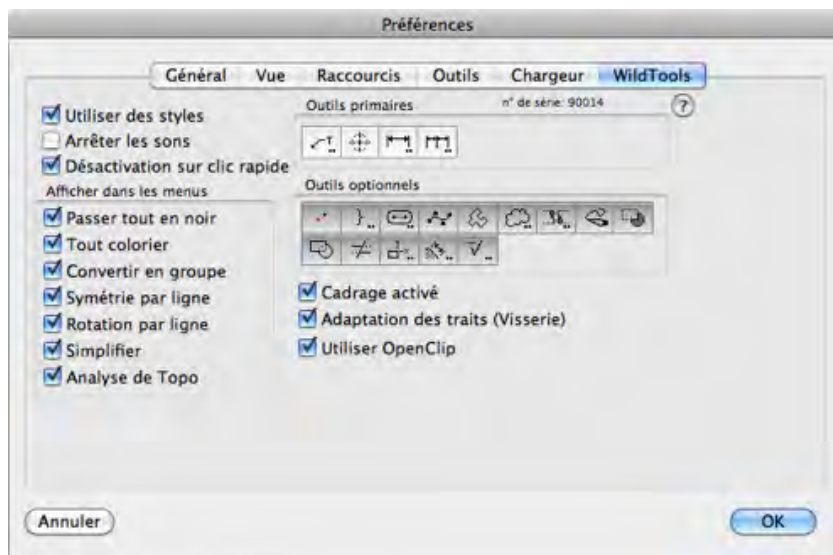 Préférences
Général Vue Raccourcis Outils Chargeur WildTools
Utiliser des styles
Arrêter les sons
Désactivation sur clic rapide
Afficher dans les menus
Passer tout en noir
Tout colorier
Convertir en groupe
Symétrie par ligne
Rotation par ligne
Simplifier
Analyse de Topo
Outils primaires
n° de série: 90014
?
Outils optionnels
Cadrage activé
Adaptation des traits (Visserie)
Utiliser OpenClip
Annuler
OK